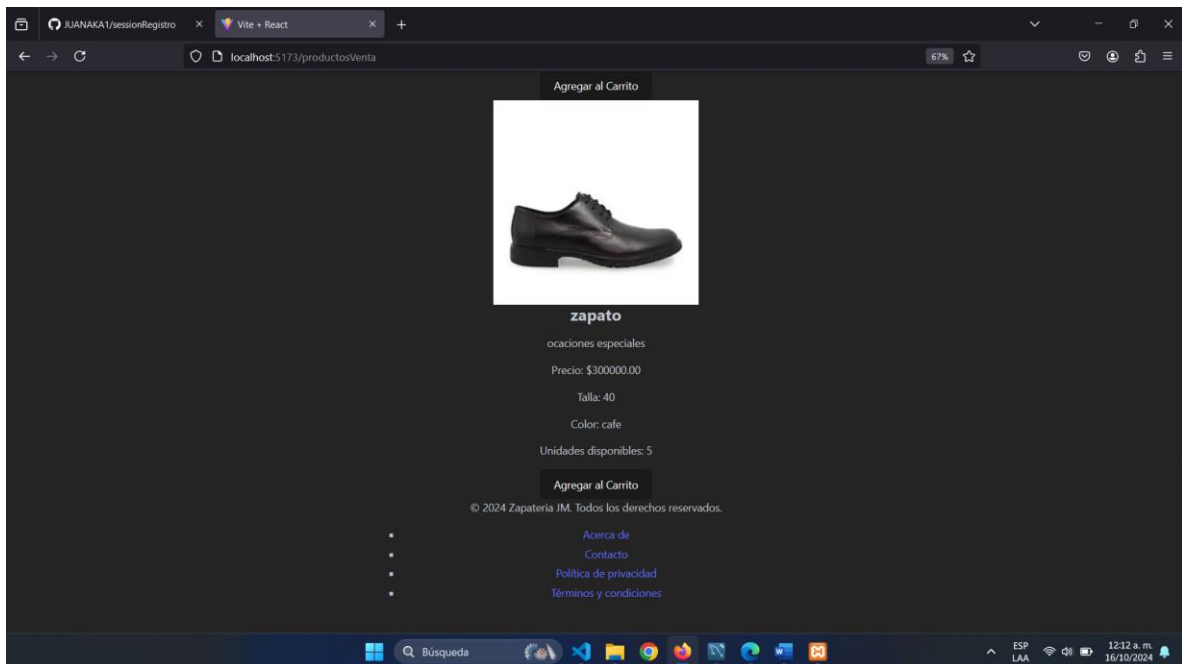 JUANAKA1/sessionRegistro
Vite + React
localhost:5173/productosVenta
67%
Agregar al Carrito
zapato
ocaciones especiales
Precio: $300000.00
Talla: 40
Color: cafe
Unidades disponibles: 5
Agregar al Carrito
© 2024 Zapateria JM. Todos los derechos reservados.
Acerca de
Contacto
Política de privacidad
Términos y condiciones
Búsqueda
ESP
LAA
12:12 a. m.
16/10/2024